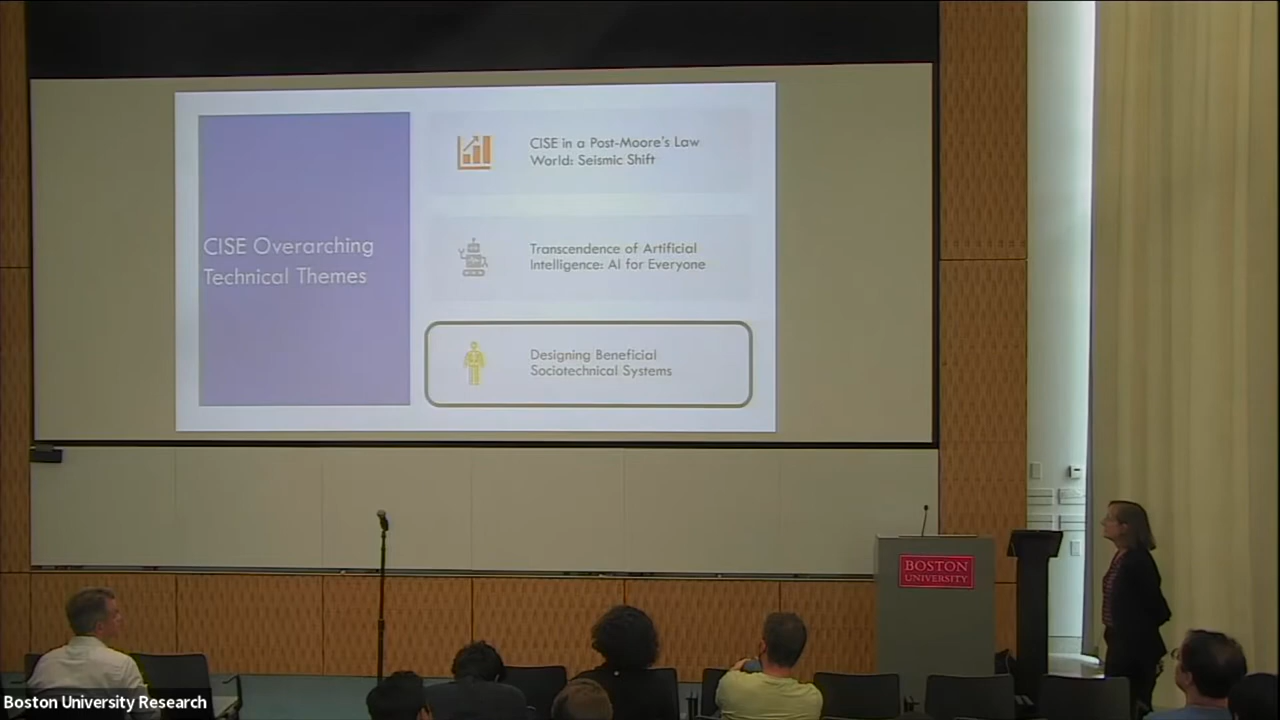 CISE Overarching
Technical Themes
CISE in a Post-Moore's Law
World: Seismic Shift
Transcendence of Artificial
Intelligence: AI for Everyone
Designing Beneficial
Sociotechnical Systems
BOSTON
UNIVERSITY
Boston University Research